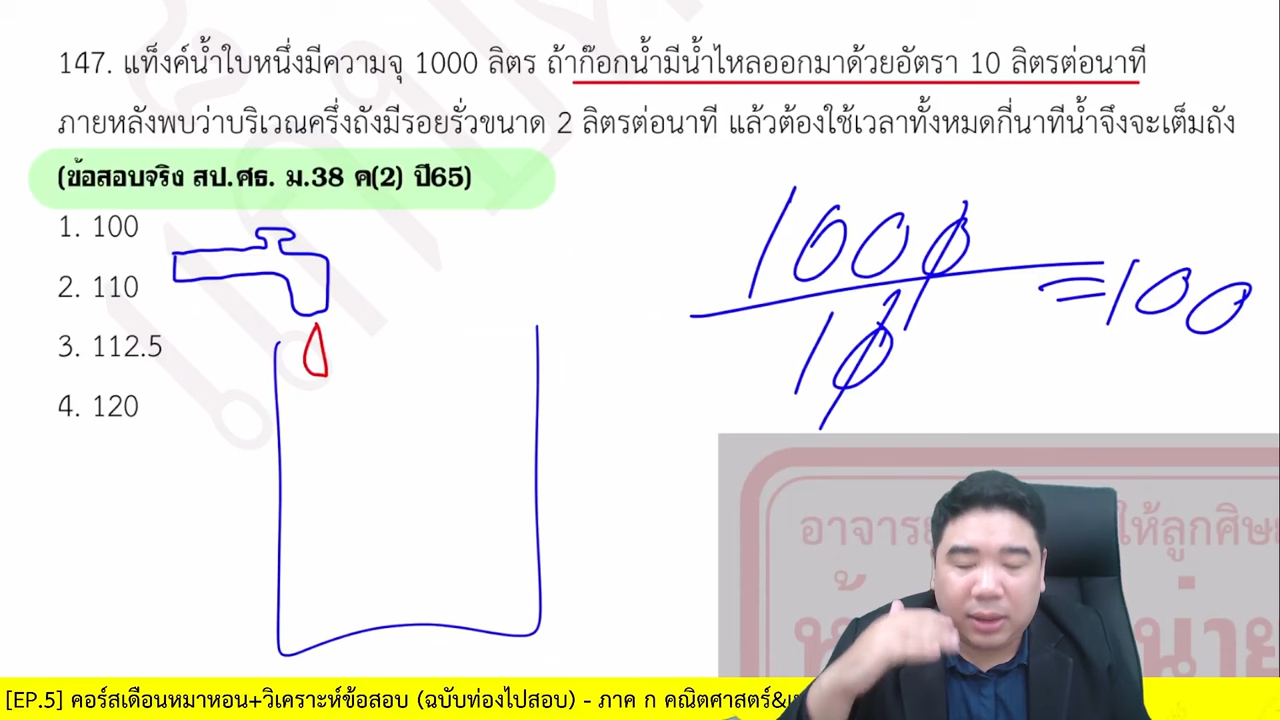 147. แท็งค์น้ำใบหนึ่งมีความจุ 1000 ลิตร ถ้าก๊อกน้ำมีน้ำไหลออกมาด้วยอัตรา 10 ลิตรต่อนาที
ภายหลังพบว่าบริเวณครึ่งถังมีรอยรั่วขนาด 2 ลิตรต่อนาที แล้วต้องใช้เวลาทั้งหมดกี่นาทีน้ำจึงจะเต็มถัง
(ข้อสอบจริง สป.ศธ. ม.38 ค(2) ปี65)
1. 100
2. 110
3. 112.5
4. 120
1000
10
=100
ให้ลูกศิษ
[EP.5] คอร์สเดือนหมาหอน+วิเคราะห์ข้อสอบ (ฉบับท่องไปสอบ) - ภาค ก คณิตศาสตร์&